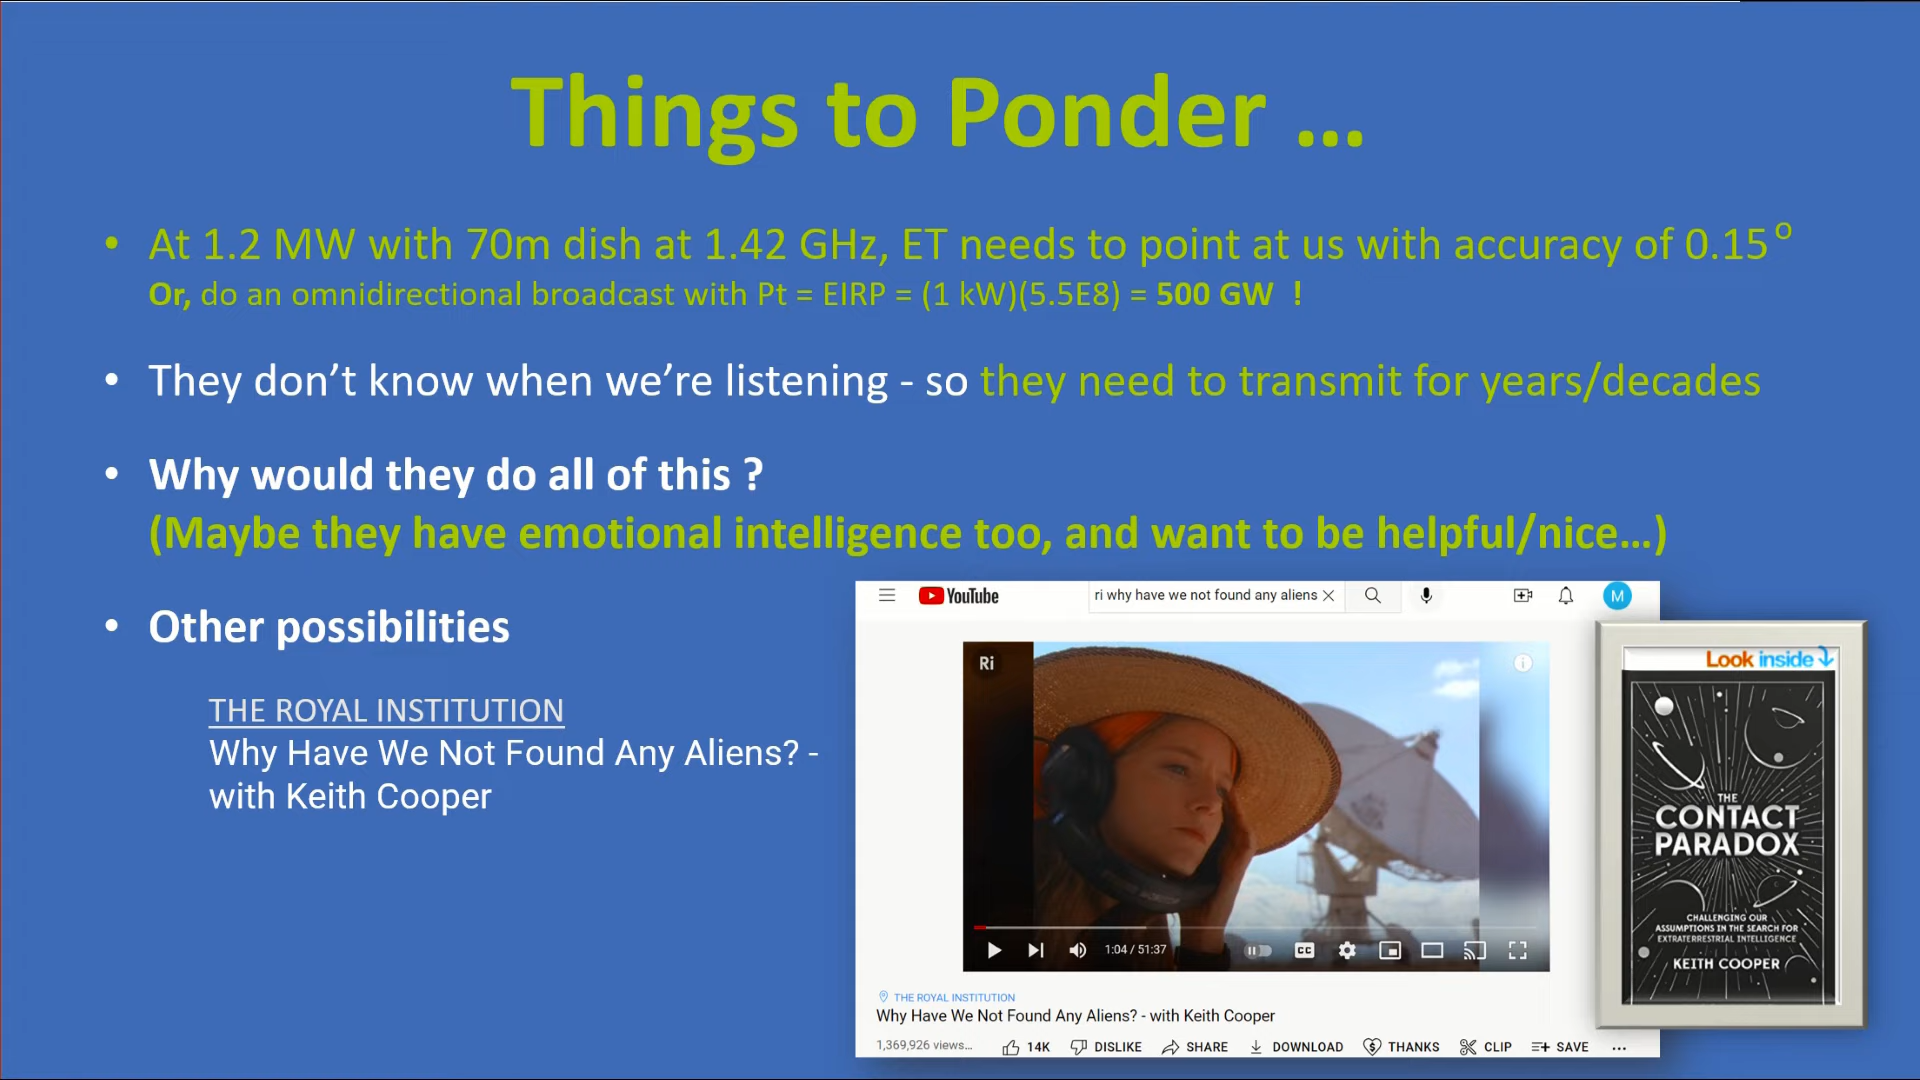 Things to Ponder ...
• At 1.2 MW with 70m dish at 1.42 GHz, ET needs to point at us with accuracy of 0.15 º
Or, do an omnidirectional broadcast with Pt = EIRP = (1 kW)(5.5E8) = 500 GW !
• They don’t know when we’re listening - so they need to transmit for years/decades
• Why would they do all of this ?
(Maybe they have emotional intelligence too, and want to be helpful/nice...)
• Other possibilities
THE ROYAL INSTITUTION
Why Have We Not Found Any Aliens? -
with Keith Cooper
YouTube
ri why have we not found any aliens
M
Ri
1:04 / 51:37
CC
THE ROYAL INSTITUTION
Why Have We Not Found Any Aliens? - with Keith Cooper
1,369,926 views...
14K
DISLIKE
SHARE
DOWNLOAD
THANKS
CLIP
SAVE
...
Look inside
THE
CONTACT
PARADOX
CHALLENGING OUR
ASSUMPTIONS IN THE SEARCH FOR
EXTRATERRESTRIAL INTELLIGENCE
KEITH COOPER